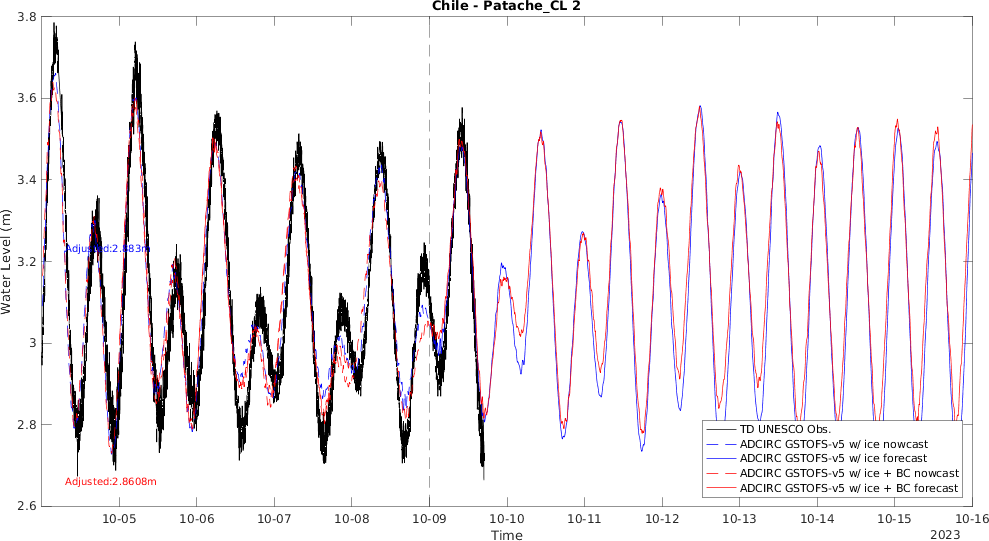 Chile - Patache_CL 2
3.8
3.6
3.4
3.2
3
2.8
2.6
Water Level (m)
Adjusted:2.883m
Adjusted:2.8608m
TD UNESCO Obs.
ADCIRC GSTOFS-v5 w/ ice nowcast
ADCIRC GSTOFS-v5 w/ ice forecast
ADCIRC GSTOFS-v5 w/ ice + BC nowcast
ADCIRC GSTOFS-v5 w/ ice + BC forecast
10-05 10-06 10-07 10-08 10-09 10-10 10-11 10-12 10-13 10-14 10-15 10-16
Time
2023